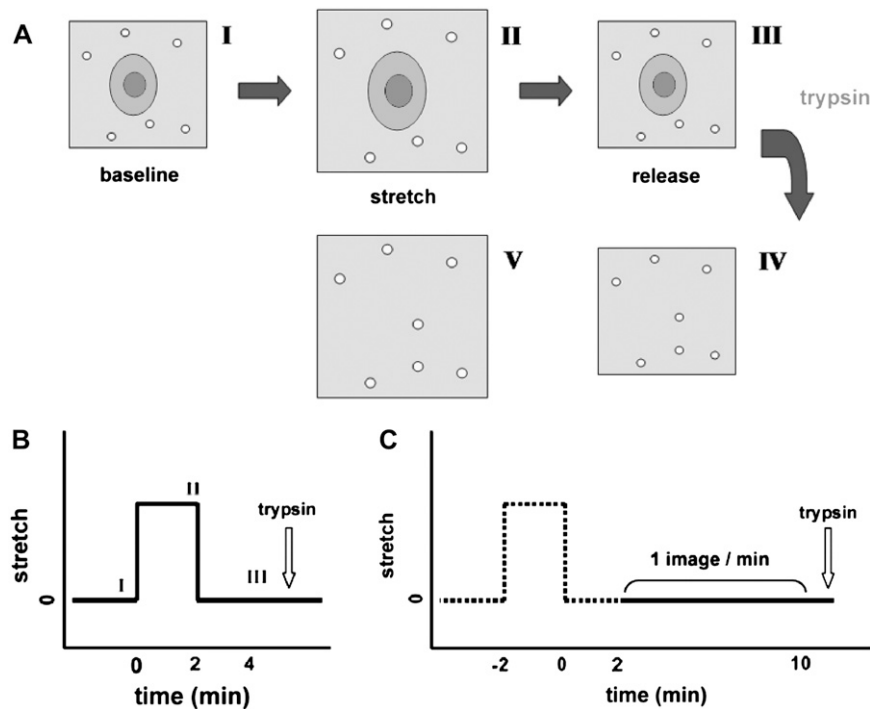 A
I
II
III
trypsin
baseline
stretch
release
V
IV
B
stretch
0
I
II
III
trypsin
0 2 4
time (min)
C
stretch
0
1 image / min
trypsin
-2 0 2 10
time (min)